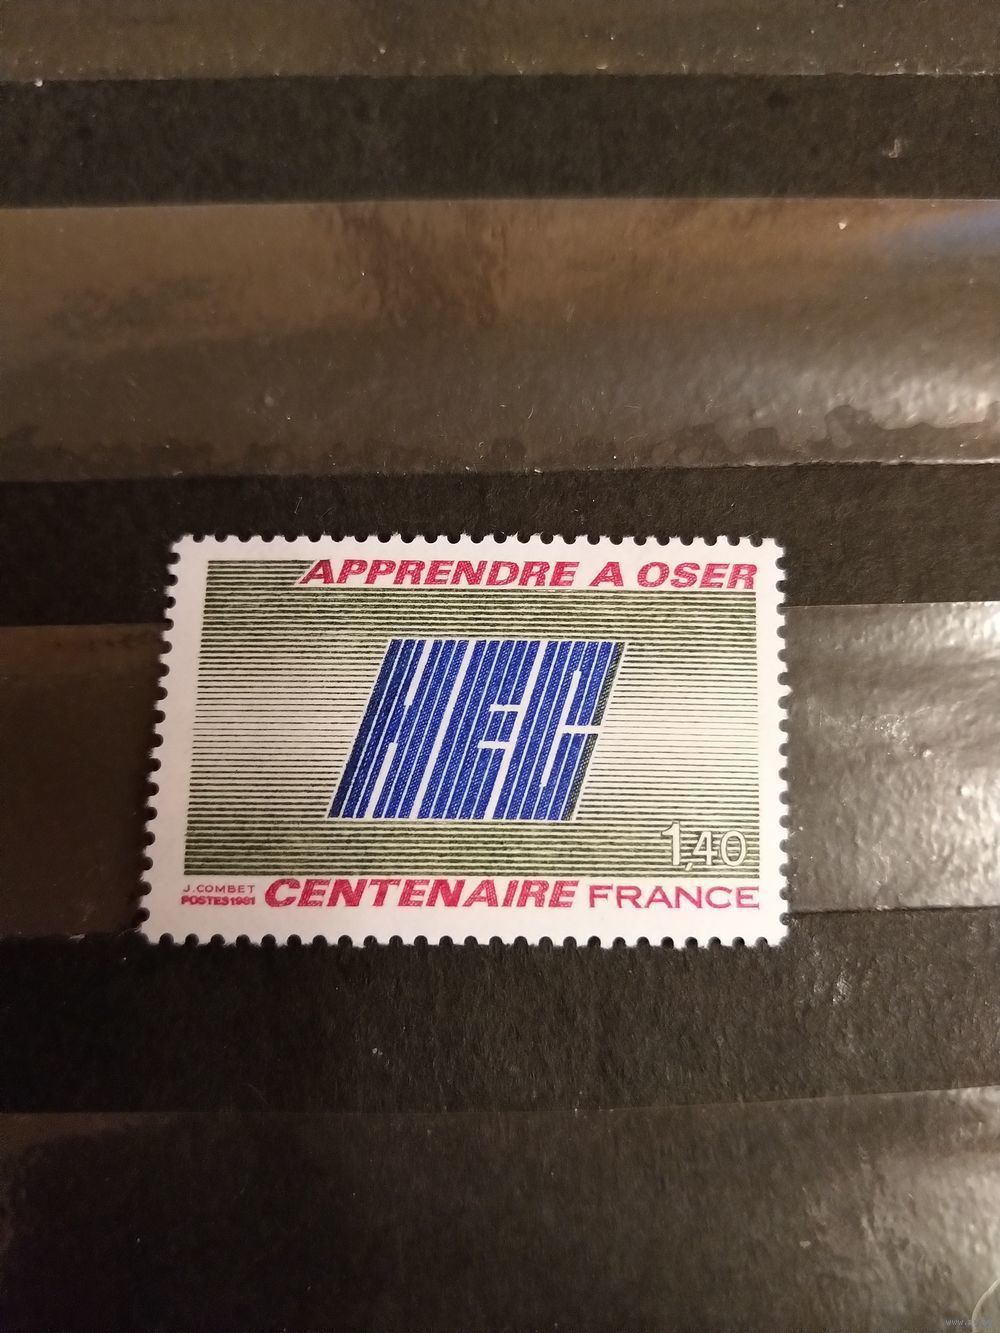 APPRENDRE A OSER
HEC
1,40
J.COMBET
POSTES 1981
CENTENAIRE FRANCE